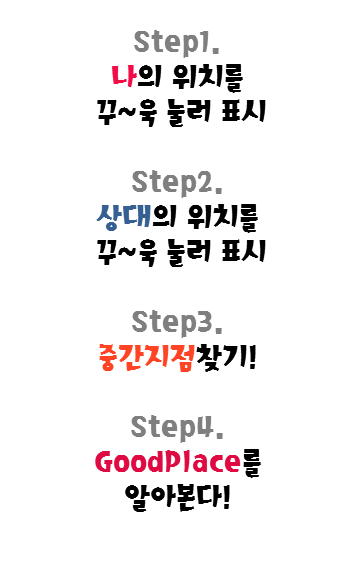 Step1.
나의 위치를
꾸~욱 눌러 표시
Step2.
상대의 위치를
꾸~욱 눌러 표시
Step3.
중간지점찾기!
Step4.
GoodPlace를
알아본다!